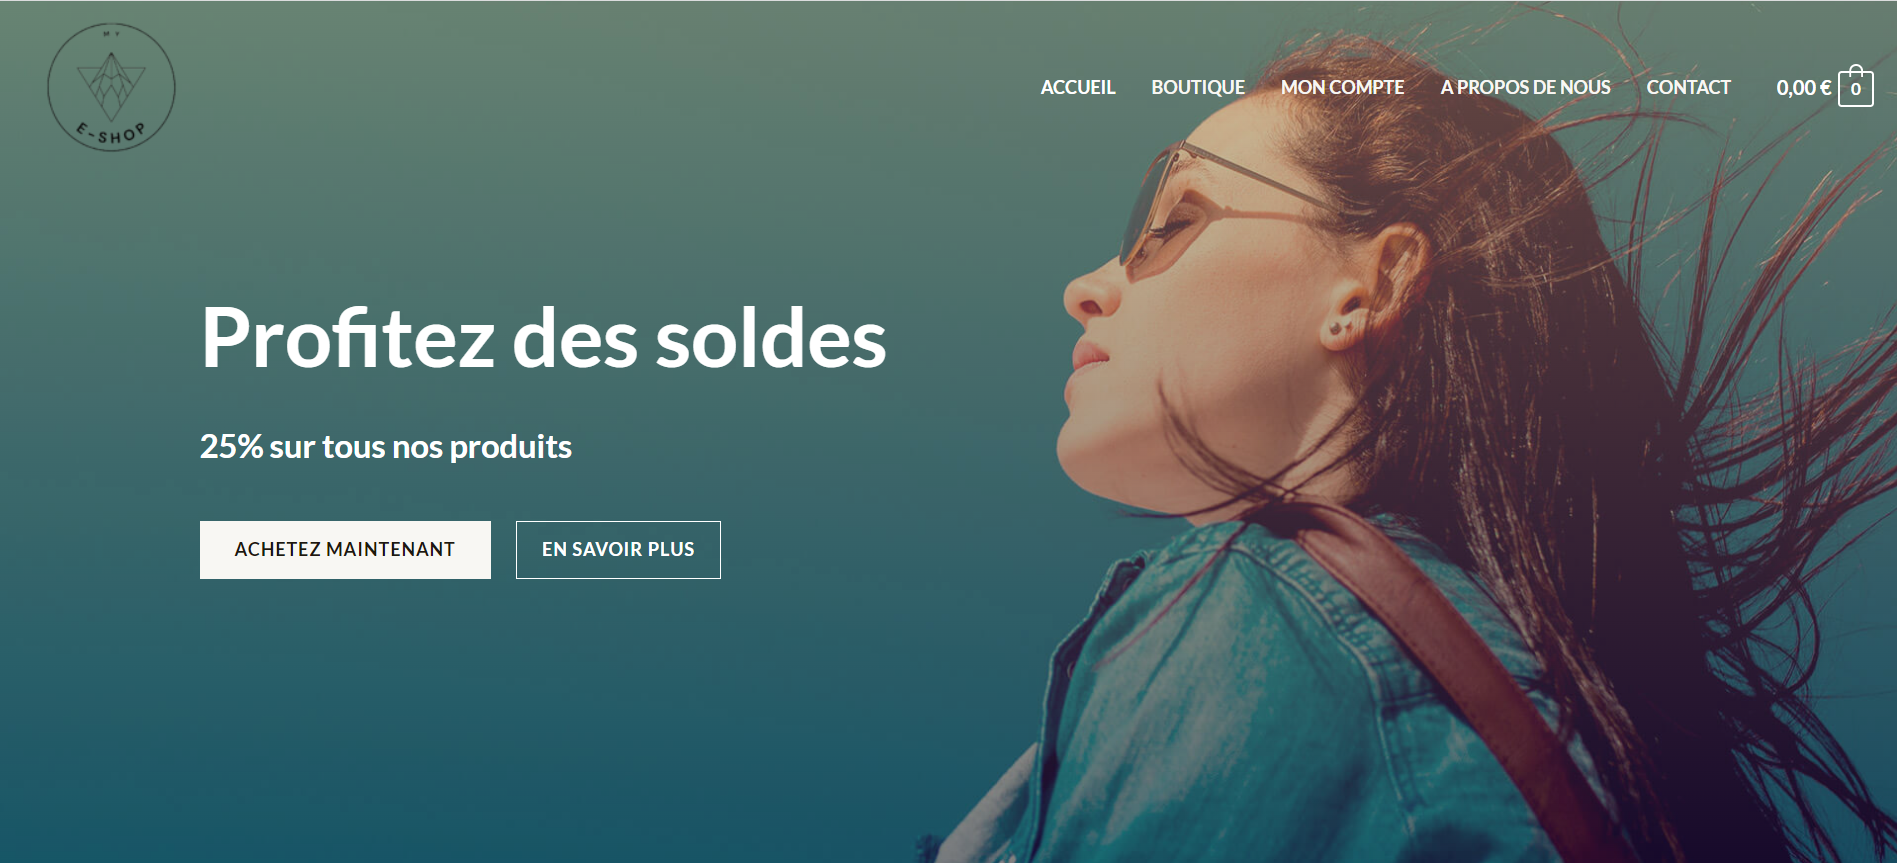 MY
E-SHOP
ACCUEIL BOUTIQUE MON COMPTE A PROPOS DE NOUS CONTACT 0,00 € 0
Profitez des soldes
25% sur tous nos produits
ACHETEZ MAINTENANT EN SAVOIR PLUS